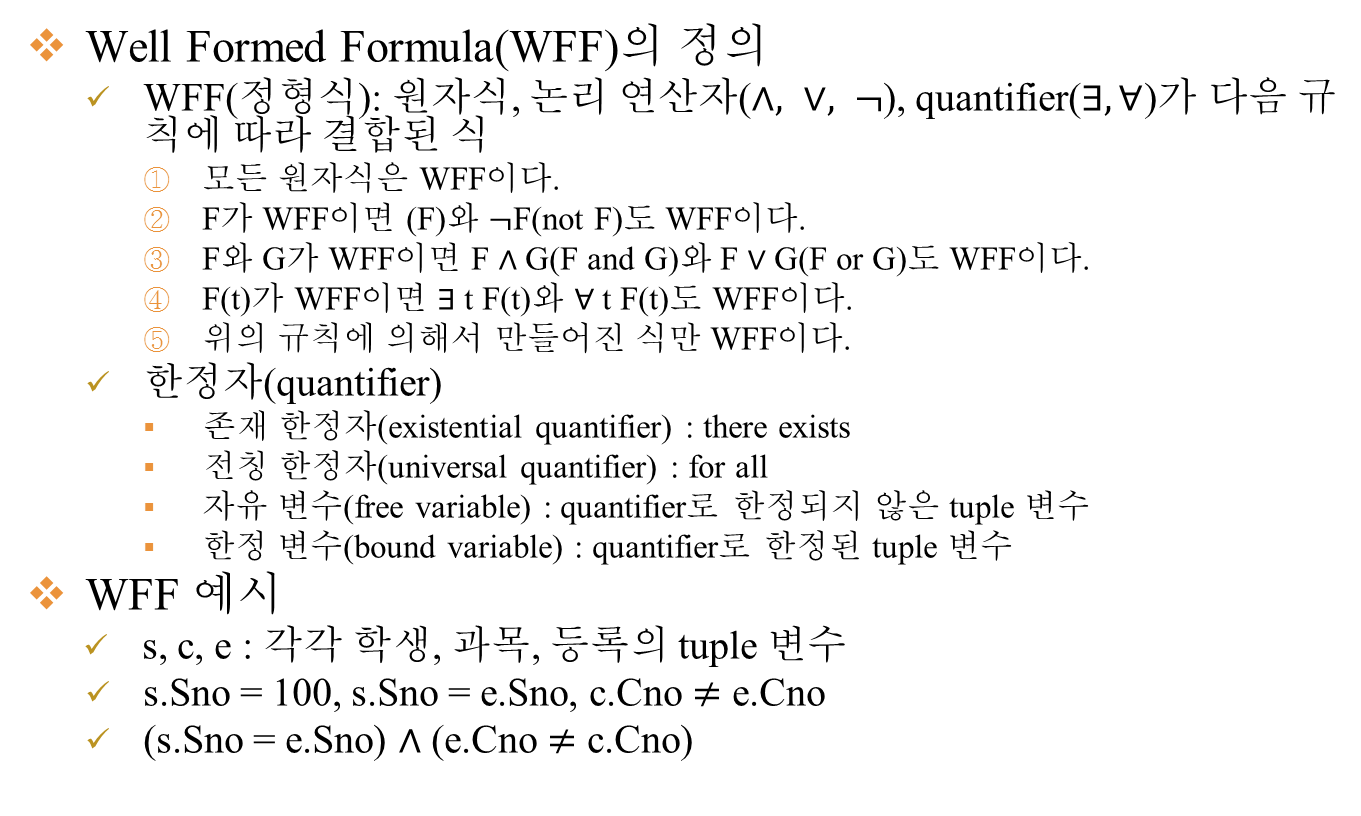 ❖ Well Formed Formula(WFF)의 정의
✓ WFF(정형식): 원자식, 논리 연산자(∧, ∨, ¬), quantifier(∃, ∀)가 다음 규
칙에 따라 결합된 식
① 모든 원자식은 WFF이다.
② F가 WFF이면 (F)와 ¬F(not F)도 WFF이다.
③ F와 G가 WFF이면 F ∧ G(F and G)와 F ∨ G(F or G)도 WFF이다.
④ F(t)가 WFF이면 ∃ t F(t)와 ∀ t F(t)도 WFF이다.
⑤ 위의 규칙에 의해서 만들어진 식만 WFF이다.
✓ 한정자(quantifier)
▪ 존재 한정자(existential quantifier) : there exists
▪ 전칭 한정자(universal quantifier) : for all
▪ 자유 변수(free variable) : quantifier로 한정되지 않은 tuple 변수
▪ 한정 변수(bound variable) : quantifier로 한정된 tuple 변수
❖ WFF 예시
✓ s, c, e : 각각 학생, 과목, 등록의 tuple 변수
✓ s.Sno = 100, s.Sno = e.Sno, c.Cno ≠ e.Cno
✓ (s.Sno = e.Sno) ∧ (e.Cno ≠ c.Cno)